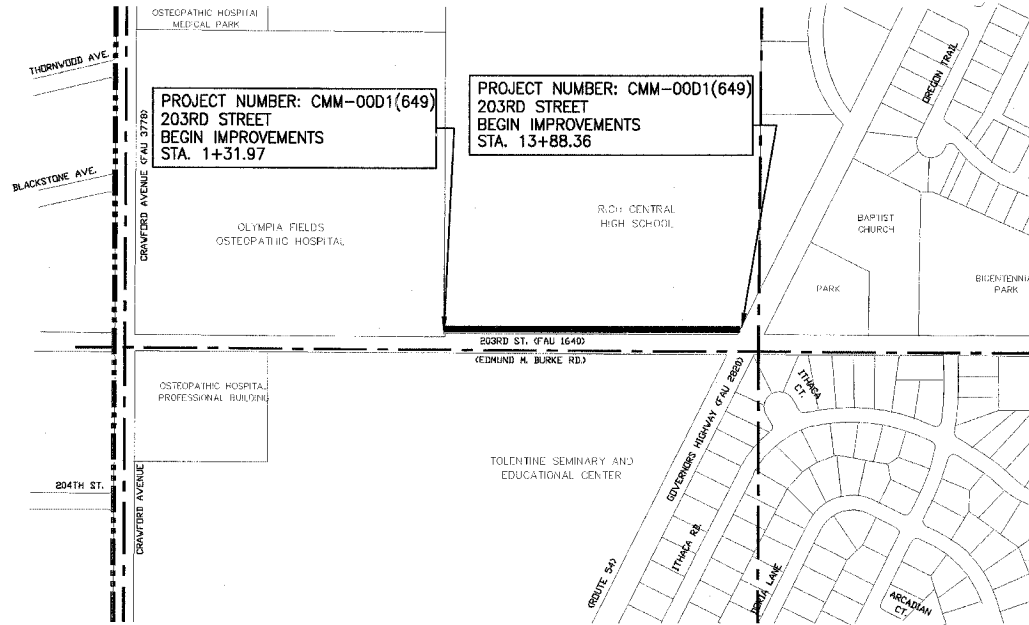 OSTEOPATHIC HOSPITAL
MEDICAL PARK
THORNWOOD AVE.
PROJECT NUMBER: CMM-00D1(649)
203RD STREET
BEGIN IMPROVEMENTS
STA. 1+31.97
PROJECT NUMBER: CMM-00D1(649)
203RD STREET
BEGIN IMPROVEMENTS
STA. 13+88.36
OREGON TRAIL
CRAWFORD AVENUE (FAU 3778)
BLACKSTONE AVE.
OLYMPIA FIELDS
OSTEOPATHIC HOSPITAL
RICH CENTRAL
HIGH SCHOOL
BAPTIST
CHURCH
PARK
BICENTENNIA
PARK
203RD ST. (FAU 1640)
(EDMUND M. BURKE RD.)
OSTEOPATHIC HOSPITAL
PROFESSIONAL BUILDING
ITHACA
CT.
GOVERNORS HIGHWAY (FAU 2820)
TOLENTINE SEMINARY AND
EDUCATIONAL CENTER
204TH ST.
CRAWFORD AVENUE
ITHACA RD.
(ROUTE 54)
LANE
ARCADIAN
CT.